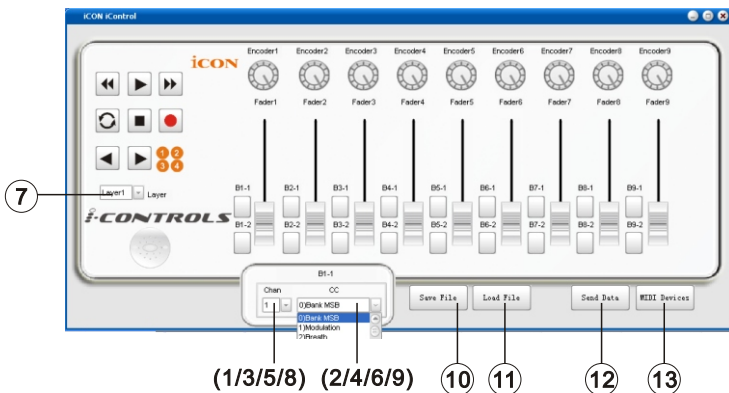 iCON iControl
iCON
Encoder1 Encoder2 Encoder3 Encoder4 Encoder5 Encoder6 Encoder7 Encoder8 Encoder9
Fader1 Fader2 Fader3 Fader4 Fader5 Fader6 Fader7 Fader8 Fader9
1 2
3 4
7
Layer1 Layer
B1-1 B2-1 B3-1 B4-1 B5-1 B6-1 B7-1 B8-1 B9-1
i-CONTROLS
B1-2 B2-2 B3-2 B4-2 B5-2 B6-2 B7-2 B8-2 B9-2
B1-1
Chan CC
1 0)Bank MSB
0)Bank MSB
1)Modulation
2)Breath
Save File Load File Send Data MIDI Devices
(1/3/5/8) (2/4/6/9) 10 11 12 13